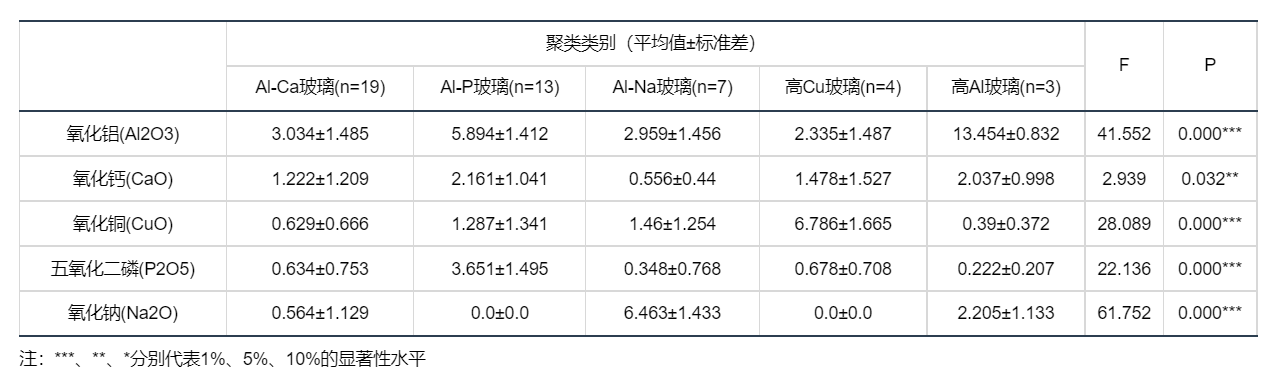 聚类类别（平均值±标准差） F P
Al-Ca玻璃(n=19) Al-P玻璃(n=13) Al-Na玻璃(n=7) 高Cu玻璃(n=4) 高Al玻璃(n=3)
氧化铝(Al2O3) 3.034±1.485 5.894±1.412 2.959±1.456 2.335±1.487 13.454±0.832 41.552 0.000***
氧化钙(CaO) 1.222±1.209 2.161±1.041 0.556±0.44 1.478±1.527 2.037±0.998 2.939 0.032**
氧化铜(CuO) 0.629±0.666 1.287±1.341 1.46±1.254 6.786±1.665 0.39±0.372 28.089 0.000***
五氧化二磷(P2O5) 0.634±0.753 3.651±1.495 0.348±0.768 0.678±0.708 0.222±0.207 22.136 0.000***
氧化钠(Na2O) 0.564±1.129 0.0±0.0 6.463±1.433 0.0±0.0 2.205±1.133 61.752 0.000***
注：***、**、*分别代表1%、5%、10%的显著性水平